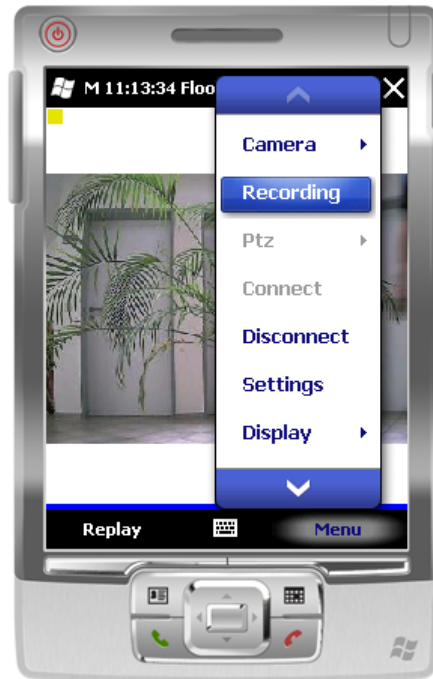 M 11:13:34 Floo
Camera
Recording
Ptz
Connect
Disconnect
Settings
Display
Replay
Menu